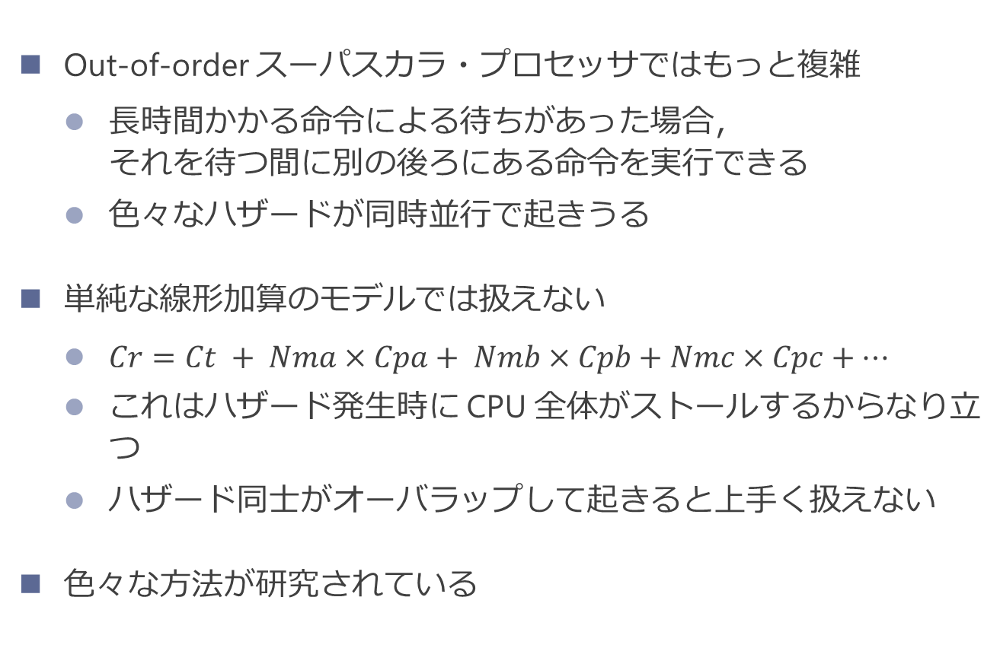 Out-of-orderスーパスカラ・プロセッサではもっと複雑
長時間かかる命令による待ちがあった場合,
それを待つ間に別の後ろにある命令を実行できる
色々なハザードが同時並行で起きうる
単純な線形加算のモデルでは扱えない
Cr = Ct + Nma × Cpa + Nmb × Cpb + Nmc × Cpc + ⋯
これはハザード発生時に CPU 全体がストールするからなり立
つ
ハザード同士がオーバラップして起きると上手く扱えない
色々な方法が研究されている